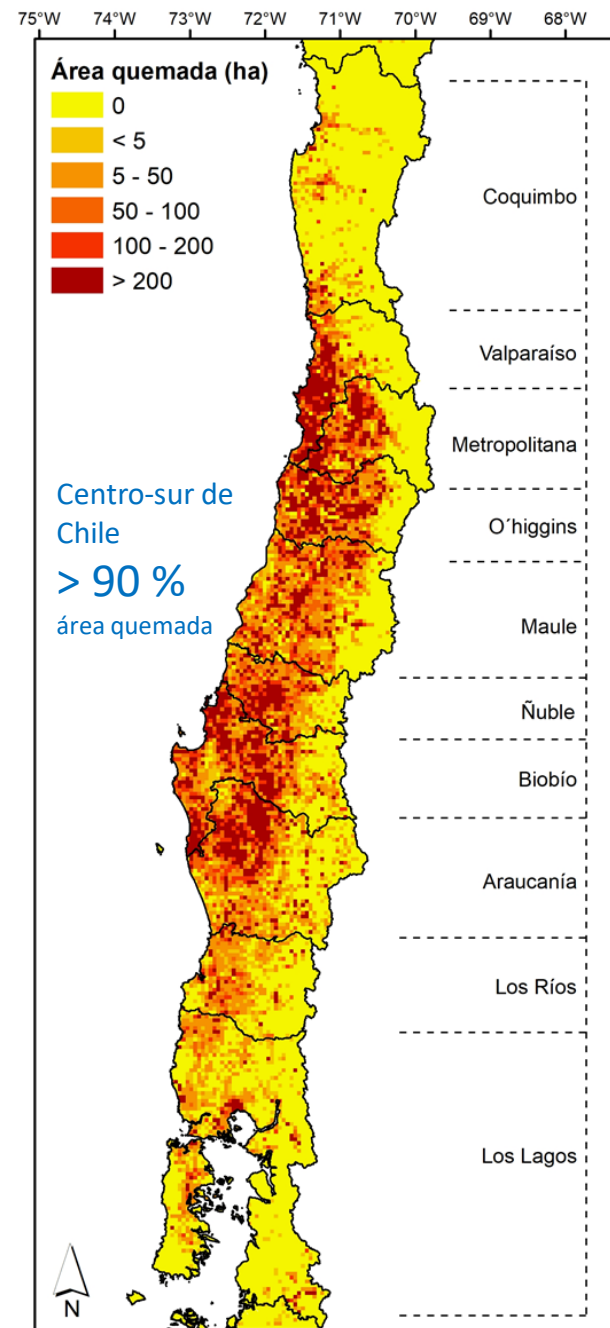 75°W 74°W 73°W 72°W 71°W 70°W 69°W 68°W
Área quemada (ha)
0
< 5
5 - 50
50 - 100
100 - 200
> 200
Coquimbo
Valparaíso
Metropolitana
O´higgins
Centro-sur de
Chile
> 90 %
área quemada
Maule
Ñuble
Biobío
Araucanía
Los Ríos
Los Lagos
N